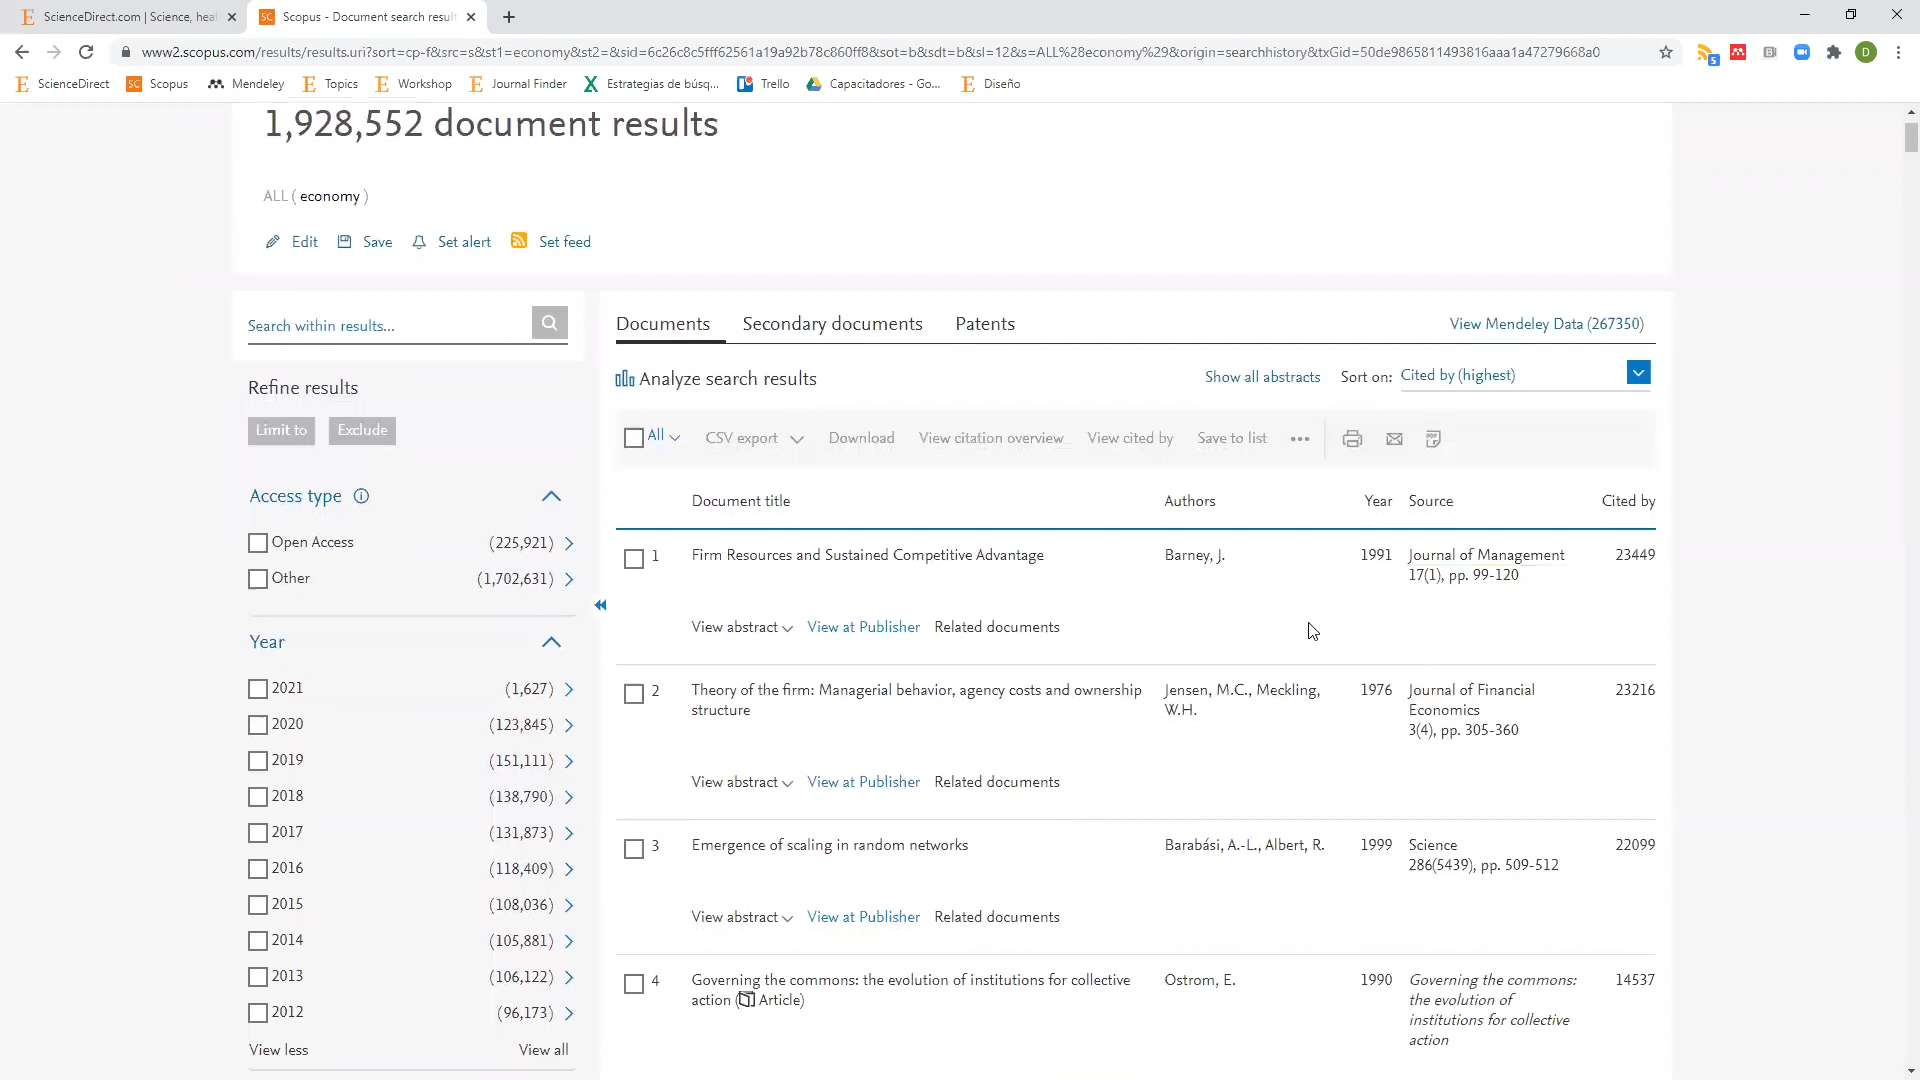 ScienceDirect.com | Science, heal
Scopus - Document search result
www2.scopus.com/results/results.uri?sort=cp-f&src=s&st1=economy&st2=&sid=6c26c8c5fff62561a19a92b78c860ff8&sot=b&sdt=b&sl=12&s=ALL%28economy%29&origin=searchhistory&txGid=50de9865811493816aaa1a47279668a0
5
D
ScienceDirect
SC Scopus
Mendeley
Topics
Workshop
Journal Finder
Estrategias de búsq...
Trello
Capacitadores - Go...
Diseño
1,928,552 document results
ALL ( economy )
Edit Save Set alert Set feed
Search within results...
Refine results
Limit to Exclude
Access type
Open Access (225,921)
Other (1,702,631)
Year
2021 (1,627)
2020 (123,845)
2019 (151,111)
2018 (138,790)
2017 (131,873)
2016 (118,409)
2015 (108,036)
2014 (105,881)
2013 (106,122)
2012 (96,173)
View less View all
Documents Secondary documents Patents View Mendeley Data (267350)
Analyze search results Show all abstracts Sort on: Cited by (highest)
All CSV export Download View citation overview View cited by Save to list
Document title Authors Year Source Cited by
1 Firm Resources and Sustained Competitive Advantage Barney, J. 1991 Journal of Management 23449
17(1), pp. 99-120
View abstract View at Publisher Related documents
2 Theory of the firm: Managerial behavior, agency costs and ownership Jensen, M.C., Meckling, 1976 Journal of Financial 23216
structure W.H. Economics
3(4), pp. 305-360
View abstract View at Publisher Related documents
3 Emergence of scaling in random networks Barabási, A.-L., Albert, R. 1999 Science 22099
286(5439), pp. 509-512
View abstract View at Publisher Related documents
4 Governing the commons: the evolution of institutions for collective Ostrom, E. 1990 Governing the commons: 14537
action ( Article) the evolution of
institutions for collective
action